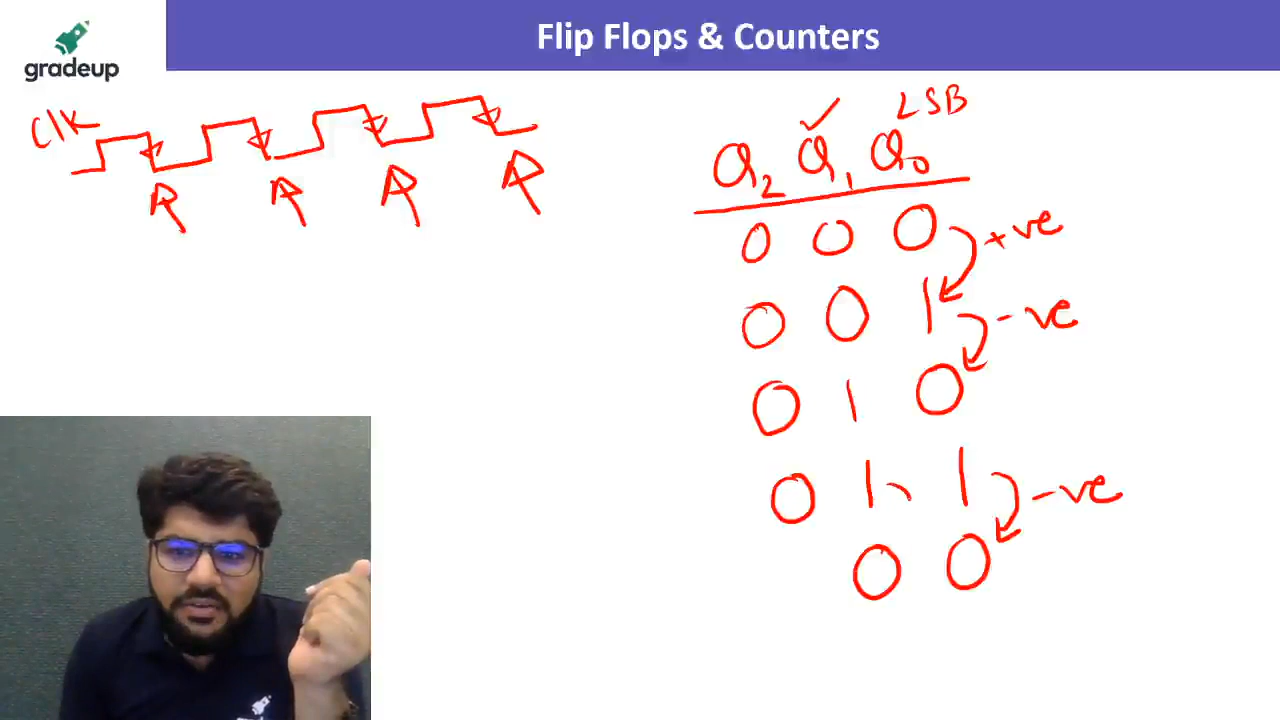 Flip Flops & Counters
gradeup
Clk
LSB
Q2 Q1 Q0
0 0 0
+ve
0 0 1
-ve
0 1 0
0 1 1
-ve
0 0